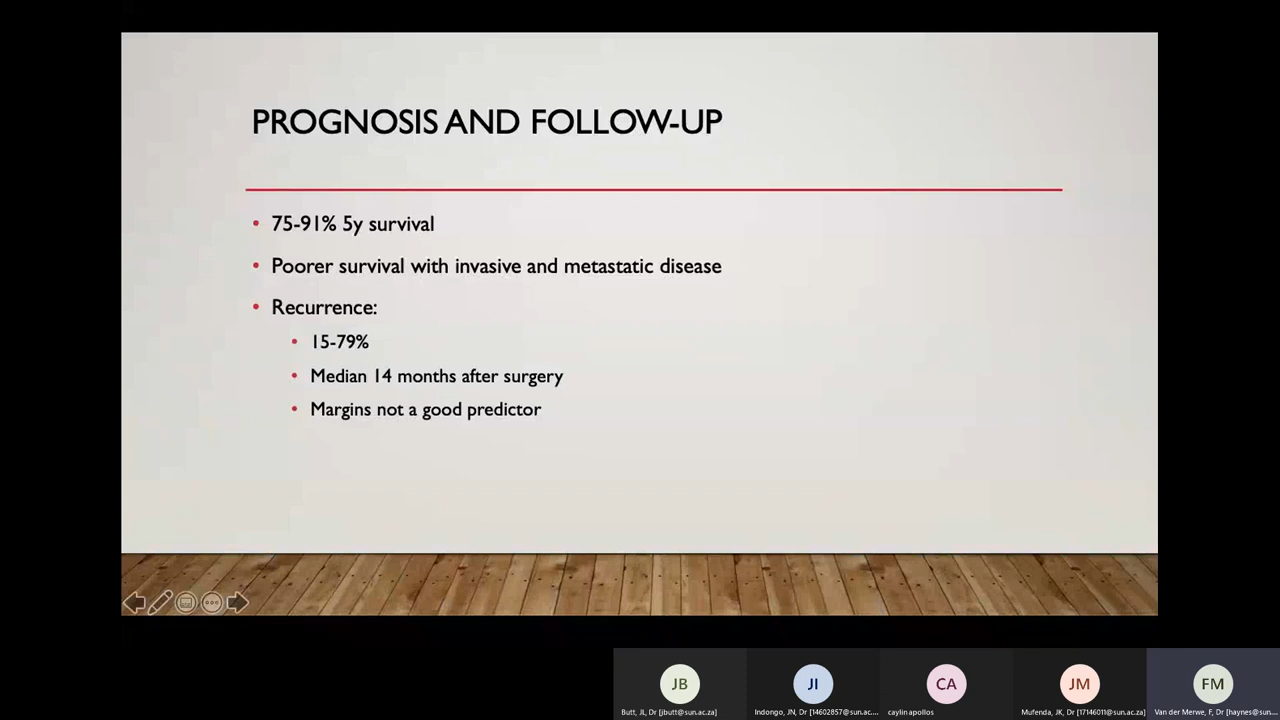 PROGNOSIS AND FOLLOW-UP
• 75-91% 5y survival
• Poorer survival with invasive and metastatic disease
• Recurrence:
• 15-79%
• Median 14 months after surgery
• Margins not a good predictor
JB
JI
CA
JM
FM
Butt, JL, Dr [jbutt@sun.ac.za]
Indongo, JN, Dr [14602857@sun.ac....
caylin apollos
Mufenda, JK, Dr [17146011@sun.ac.za]
Van der Merwe, F, Dr [haynes@sun...